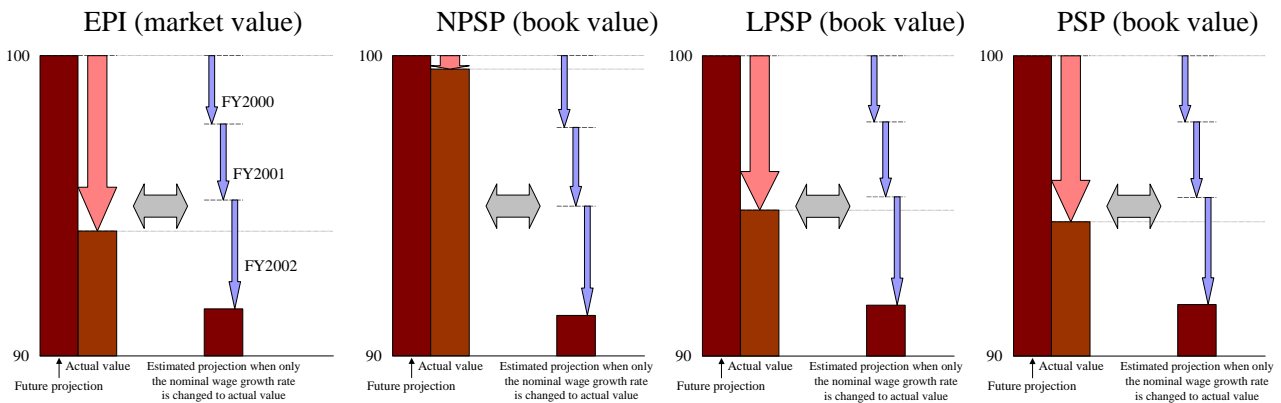 EPI (market value)
100
FY2000
FY2001
FY2002
90
Actual value
Future projection
Estimated projection when only
the nominal wage growth rate
is changed to actual value
NPSP (book value)
100
90
Actual value
Future projection
Estimated projection when only
the nominal wage growth rate
is changed to actual value
LPSP (book value)
100
90
Actual value
Future projection
Estimated projection when only
the nominal wage growth rate
is changed to actual value
PSP (book value)
100
90
Actual value
Future projection
Estimated projection when only
the nominal wage growth rate
is changed to actual value